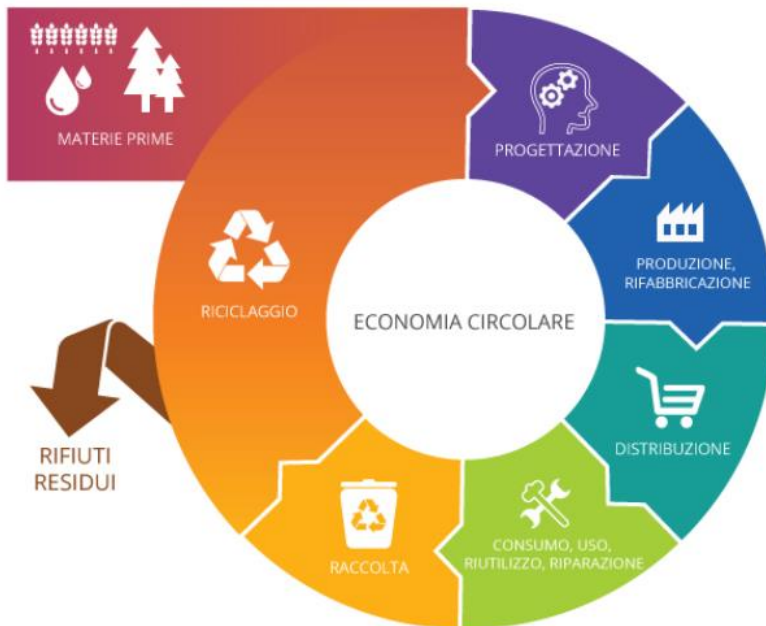 MATERIE PRIME
PROGETTAZIONE
PRODUZIONE,
RIFABBRICAZIONE
RICICLAGGIO
ECONOMIA CIRCOLARE
DISTRIBUZIONE
RIFIUTI
RESIDUI
CONSUMO, USO,
RIUTILIZZO, RIPARAZIONE
RACCOLTA